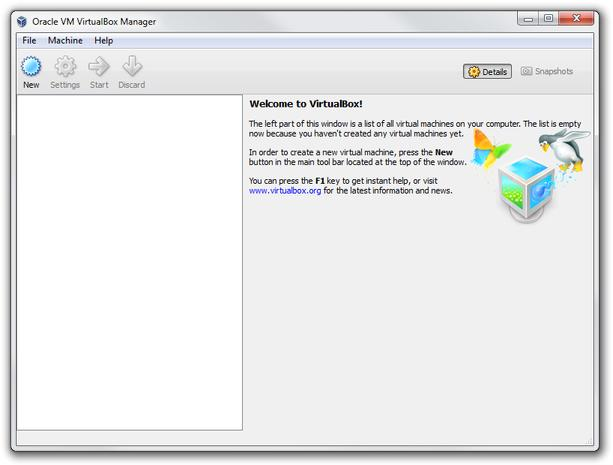 Oracle VM VirtualBox Manager
File Machine Help
New Settings Start Discard
Details Snapshots
Welcome to VirtualBox!
The left part of this window is a list of all virtual machines on your computer. The list is empty
now because you haven't created any virtual machines yet.
In order to create a new virtual machine, press the New
button in the main tool bar located at the top of the window.
You can press the F1 key to get instant help, or visit
www.virtualbox.org for the latest information and news.